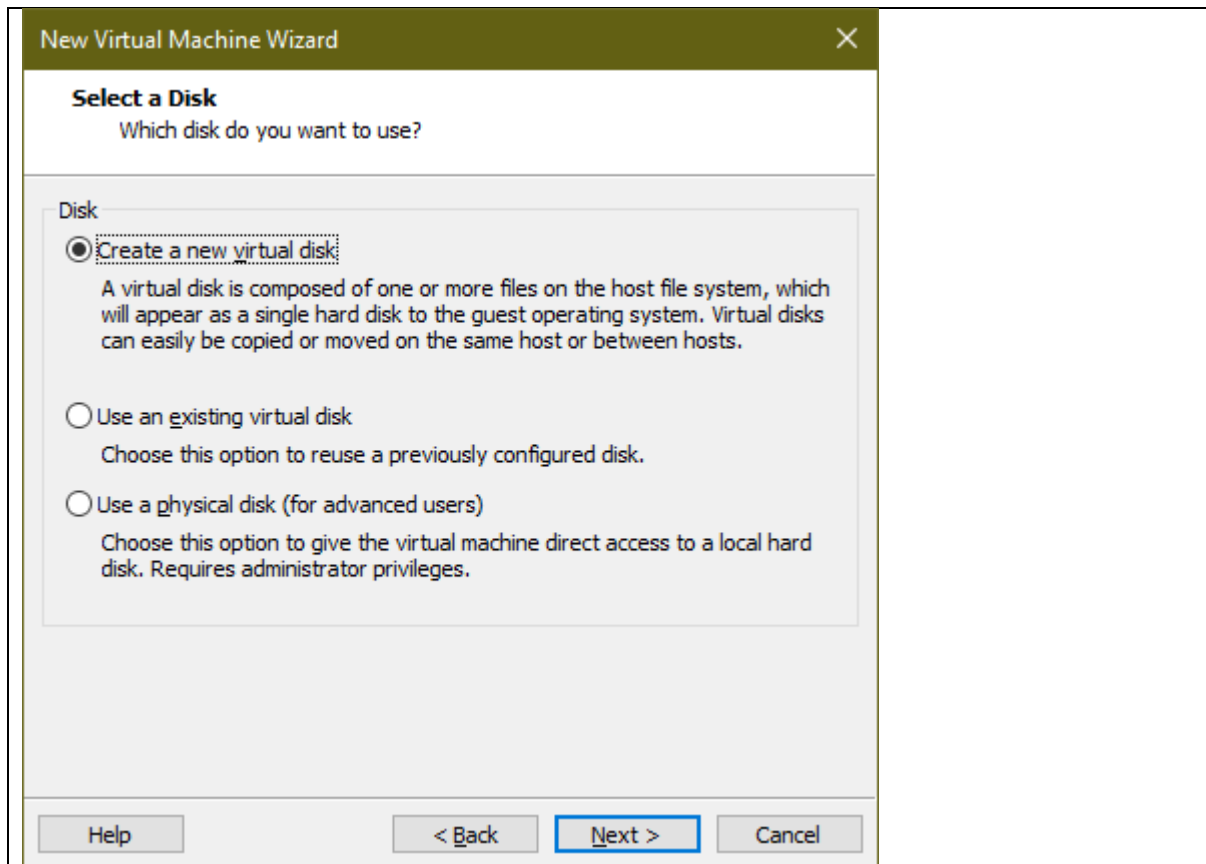 New Virtual Machine Wizard
Select a Disk
Which disk do you want to use?
Disk
Create a new virtual disk
A virtual disk is composed of one or more files on the host file system, which
will appear as a single hard disk to the guest operating system. Virtual disks
can easily be copied or moved on the same host or between hosts.
Use an existing virtual disk
Choose this option to reuse a previously configured disk.
Use a physical disk (for advanced users)
Choose this option to give the virtual machine direct access to a local hard
disk. Requires administrator privileges.
Help
< Back
Next >
Cancel